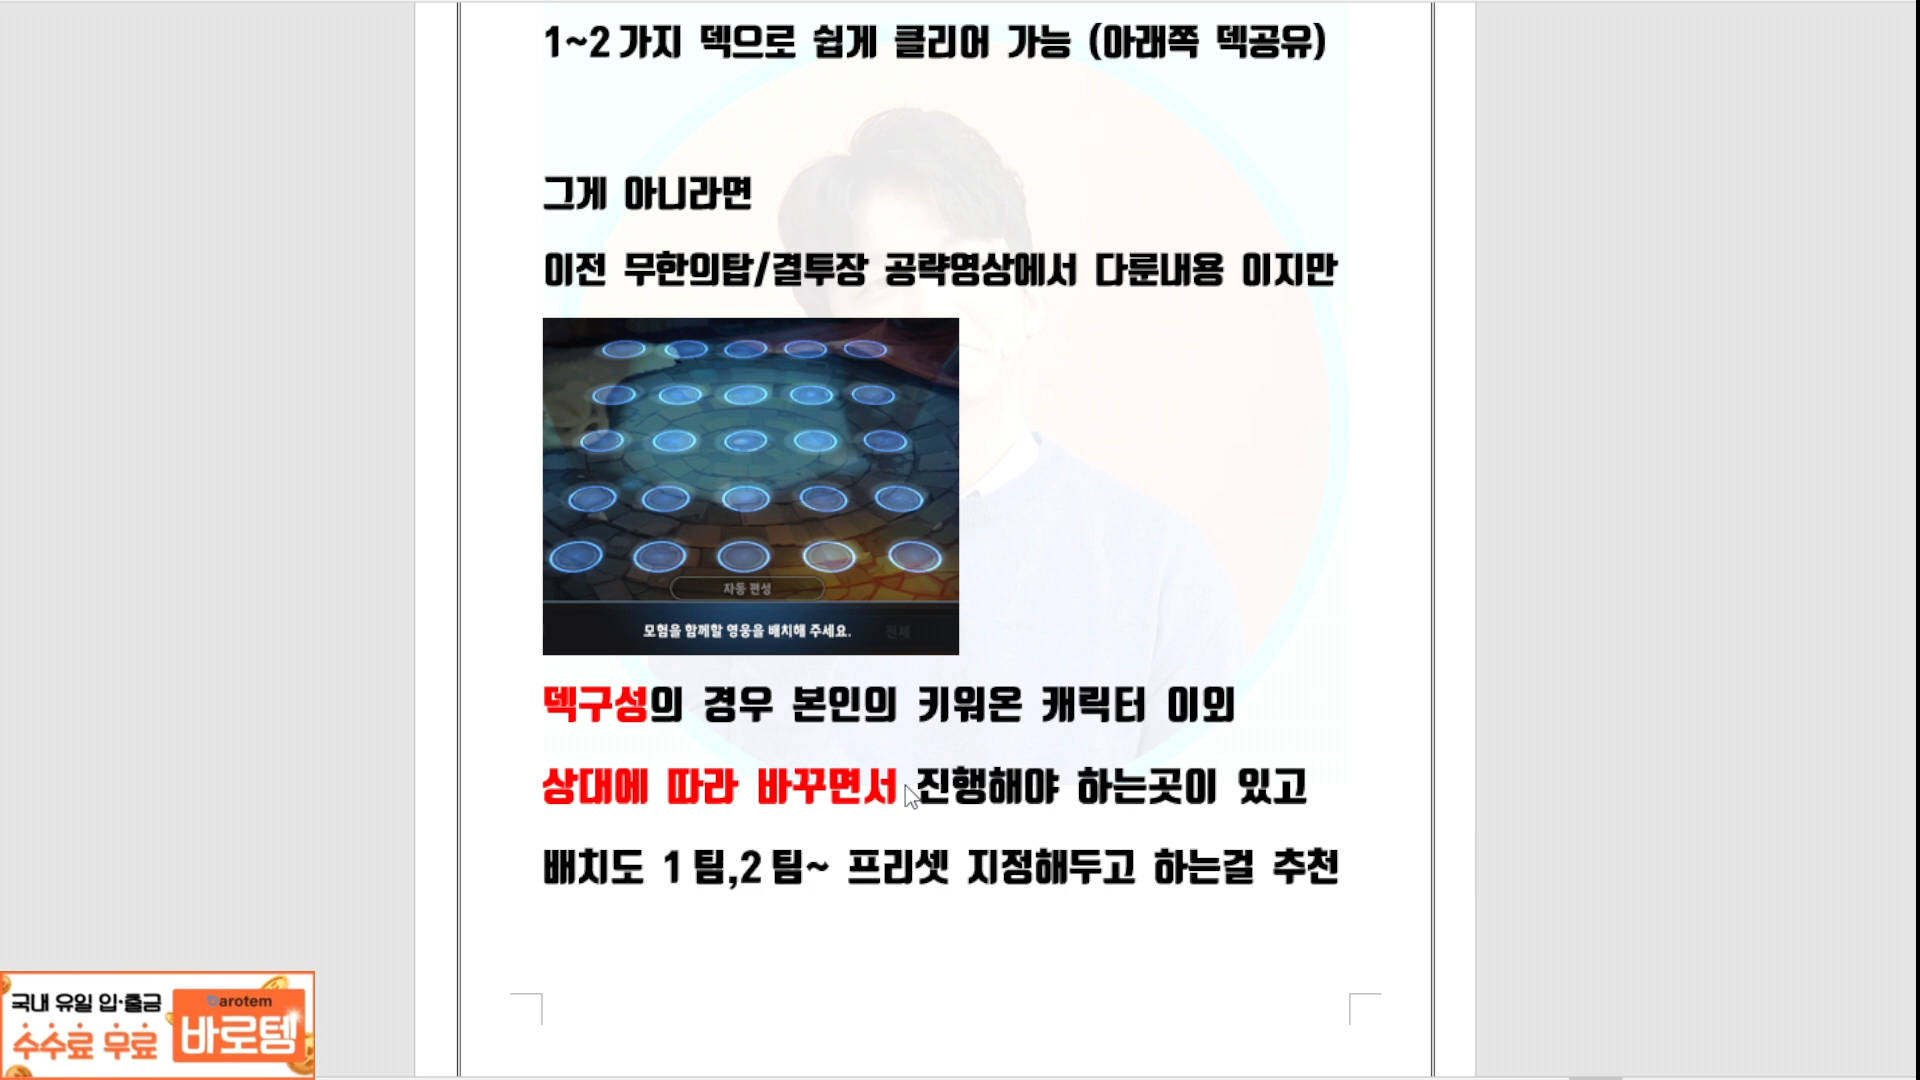 1~2가지 덱으로 쉽게 클리어 가능 (아래쪽 덱공유)
그게 아니라면
이전 무한의탑/결투장 공략영상에서 다룬내용 이지만
자동 편성
모험을 함께할 영웅을 배치해 주세요.
전체
덱구성의 경우 본인의 키워온 캐릭터 이외
상대에 따라 바꾸면서 진행해야 하는곳이 있고
배치도 1팀,2팀~ 프리셋 지정해두고 하는걸 추천
국내 유일 입·출금
수수료 무료
Barotem
바로템